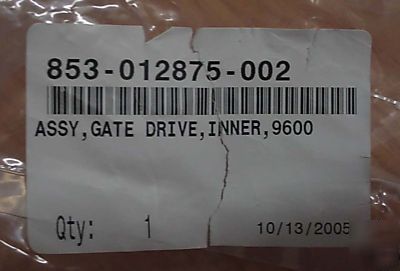 853-012875-002
ASSY,GATE DRIVE,INNER,9600
Qty: 1 10/13/2005